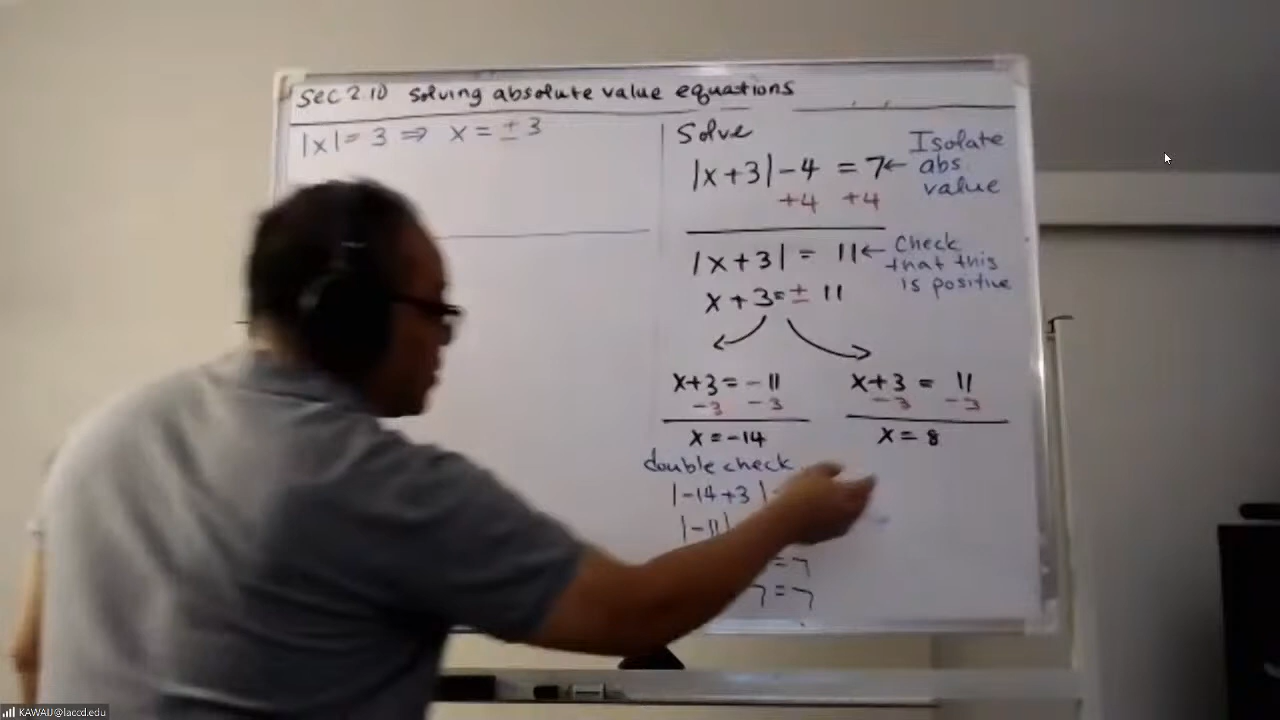 Sec 2.10 solving absolute value equations
|x| = 3 ⇒ x = ± 3
Solve
|x+3| - 4 = 7 ← Isolate
abs
value
+4 +4
|x+3| = 11 ← Check
that this
is positive
x + 3 = ± 11
x+3 = - 11
-3 -3
x = -14
x+3 = 11
-3 -3
x = 8
double check
|-14+3|
|-11|
= 7
7 = 7
KAWAIJ@laccd.edu